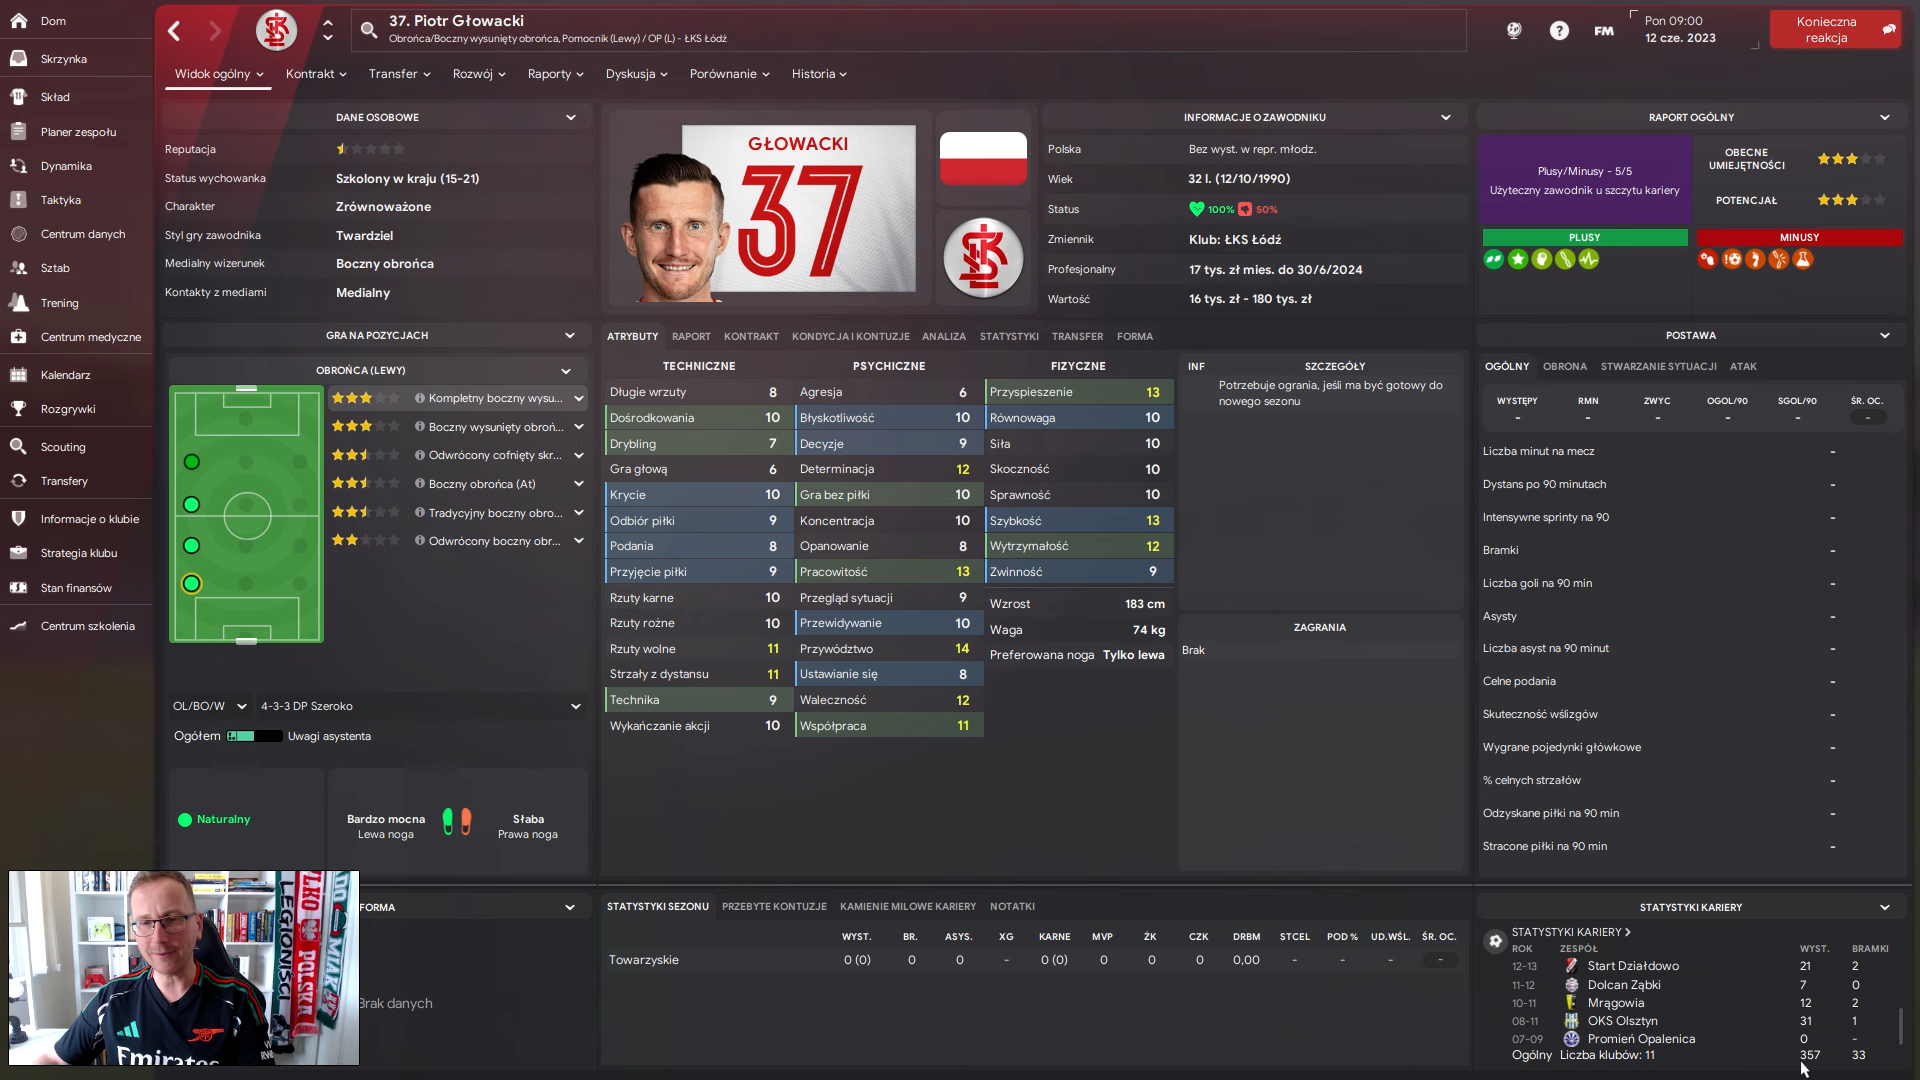 Dom
Skrzynka
Skład
Planer zespołu
Dynamika
Taktyka
Centrum danych
Sztab
Trening
Centrum medyczne
Kalendarz
Rozgrywki
Scouting
Transfery
Informacje o klubie
Strategia klubu
Stan finansów
Centrum szkolenia
37. Piotr Głowacki
Obrońca/Boczny wysunięty obrońca, Pomocnik (Lewy) / OP (L) - ŁKS Łódź
FM
Pon 09:00
12 cze. 2023
Konieczna reakcja
Widok ogólny Kontrakt Transfer Rozwój Raporty Dyskusja Porównanie Historia
DANE OSOBOWE
Reputacja
Status wychowanka Szkolony w kraju (15-21)
Charakter Zrównoważone
Styl gry zawodnika Twardziel
Medialny wizerunek Boczny obrońca
Kontakty z mediami Medialny
GŁOWACKI
37
INFORMACJE O ZAWODNIKU
Polska Bez wyst. w repr. młodz.
Wiek 32 l. (12/10/1990)
Status 100% 50%
Zmiennik Klub: ŁKS Łódź
Profesjonalny 17 tys. zł mies. do 30/6/2024
Wartość 16 tys. zł - 180 tys. zł
RAPORT OGÓLNY
Plusy/Minusy - 5/5
Użyteczny zawodnik u szczytu kariery
OBECNE UMIEJĘTNOŚCI
POTENCJAŁ
PLUSY
MINUSY
GRA NA POZYCJACH
OBROŃCA (LEWY)
Kompletny boczny wysu...
Boczny wysunięty obroń...
Odwrócony cofnięty skr...
Boczny obrońca (At)
Tradycyjny boczny obro...
Odwrócony boczny obr...
OL/BO/W 4-3-3 DP Szeroko
Ogółem Uwagi asystenta
Naturalny
Bardzo mocna
Lewa noga
Słaba
Prawa noga
ATRYBUTY RAPORT KONTRAKT KONDYCJA I KONTUZJE ANALIZA STATYSTYKI TRANSFER FORMA
TECHNICZNE
Długie wrzuty 8
Dośrodkowania 10
Drybling 7
Gra głową 6
Krycie 10
Odbiór piłki 9
Podania 8
Przyjęcie piłki 9
Rzuty karne 10
Rzuty rożne 10
Rzuty wolne 11
Strzały z dystansu 11
Technika 9
Wykańczanie akcji 10
PSYCHICZNE
Agresja 6
Błyskotliwość 10
Decyzje 9
Determinacja 12
Gra bez piłki 10
Koncentracja 10
Opanowanie 8
Pracowitość 13
Przegląd sytuacji 9
Przewidywanie 10
Przywództwo 14
Ustawianie się 8
Waleczność 12
Współpraca 11
FIZYCZNE
Przyspieszenie 13
Równowaga 10
Siła 10
Skoczność 10
Sprawność 10
Szybkość 13
Wytrzymałość 12
Zwinność 9
Wzrost 183 cm
Waga 74 kg
Preferowana noga Tylko lewa
INF SZCZEGÓŁY
Potrzebuje ogrania, jeśli ma być gotowy do
nowego sezonu
ZAGRANIA
Brak
POSTAWA
OGÓLNY OBRONA STWARZANIE SYTUACJI ATAK
WYSTĘPY RMN ZWYC OGOL/90 SGOL/90 ŚR. OC.
- - - - - -
Liczba minut na mecz -
Dystans po 90 minutach -
Intensywne sprinty na 90 -
Bramki -
Liczba goli na 90 min -
Asysty -
Liczba asyst na 90 minut -
Celne podania -
Skuteczność wślizgów -
Wygrane pojedynki główkowe -
% celnych strzałów -
Odzyskane piłki na 90 min -
Stracone piłki na 90 min -
FORMA
Brak danych
LEGIONIŚCI
POLSKA
Emirates
STATYSTYKI SEZONU PRZEBYTE KONTUZJE KAMIENIE MILOWE KARIERY NOTATKI
WYST. BR. ASYS. XG KARNE MVP ŻK CZK DRBM STCEL POD % UD.WŚL. ŚR. OC.
Towarzyskie 0 (0) 0 0 - 0 (0) 0 0 0 0,00 - - - -
STATYSTYKI KARIERY
STATYSTYKI KARIERY
ROK ZESPÓŁ WYST. BRAMKI
12-13 Start Działdowo 21 2
11-12 Dolcan Ząbki 7 0
10-11 Mrągowia 12 2
08-11 OKS Olsztyn 31 1
07-09 Promień Opalenica 0 -
Ogólny Liczba klubów: 11 357 33